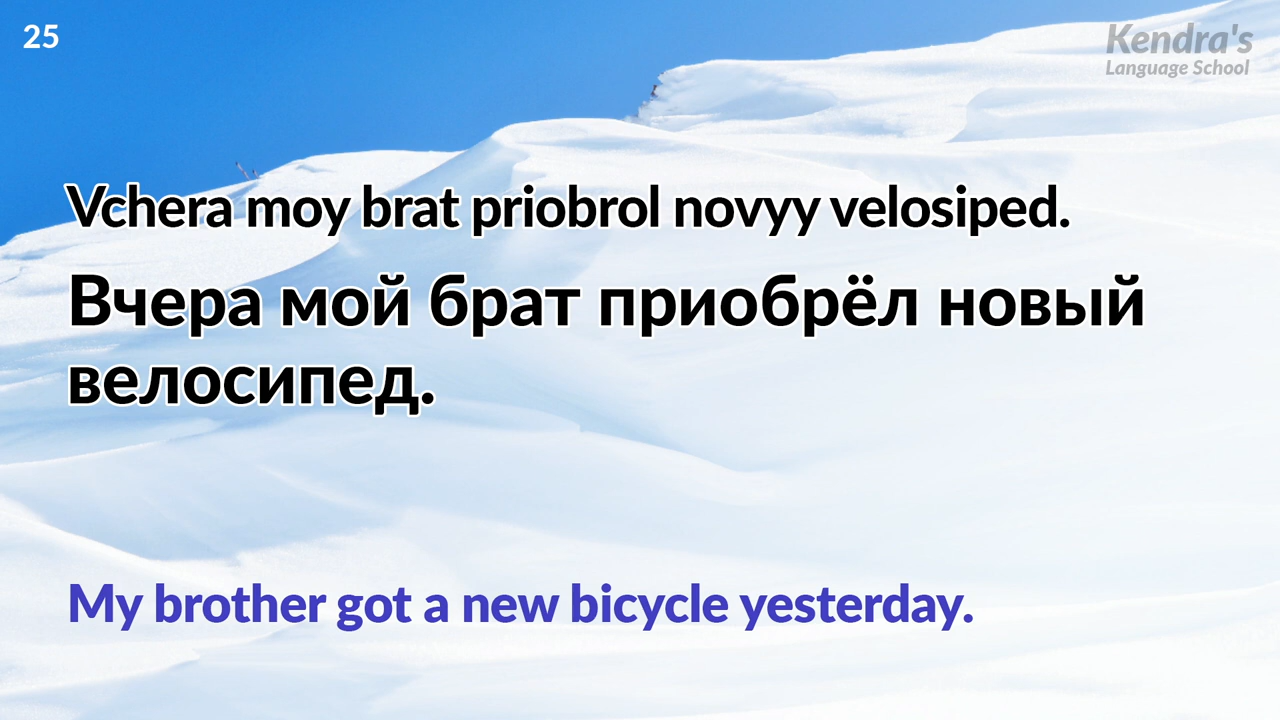 25
Kendra's
Language School
Vchera moy brat priobrol novyy velosiped.
Вчера мой брат приобрёл новый
велосипед.
My brother got a new bicycle yesterday.